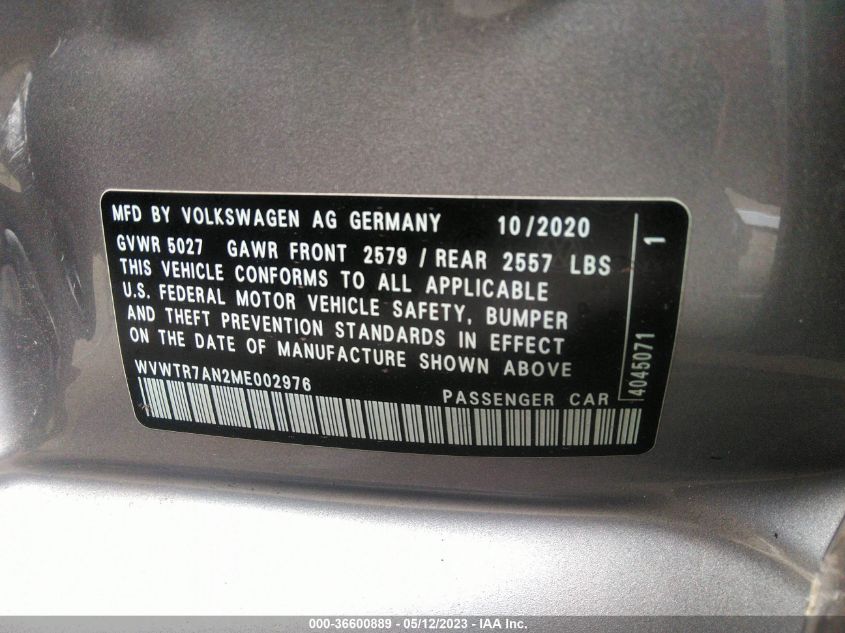 MFD BY VOLKSWAGEN AG GERMANY 10/2020
GVWR 5027 GAWR FRONT 2579 / REAR 2557 LBS
THIS VEHICLE CONFORMS TO ALL APPLICABLE
U.S. FEDERAL MOTOR VEHICLE SAFETY, BUMPER
AND THEFT PREVENTION STANDARDS IN EFFECT
ON THE DATE OF MANUFACTURE SHOWN ABOVE
WVWTR7AN2ME002976
PASSENGER CAR
4045071 1
000-36600889 - 05/12/2023 - IAA Inc.